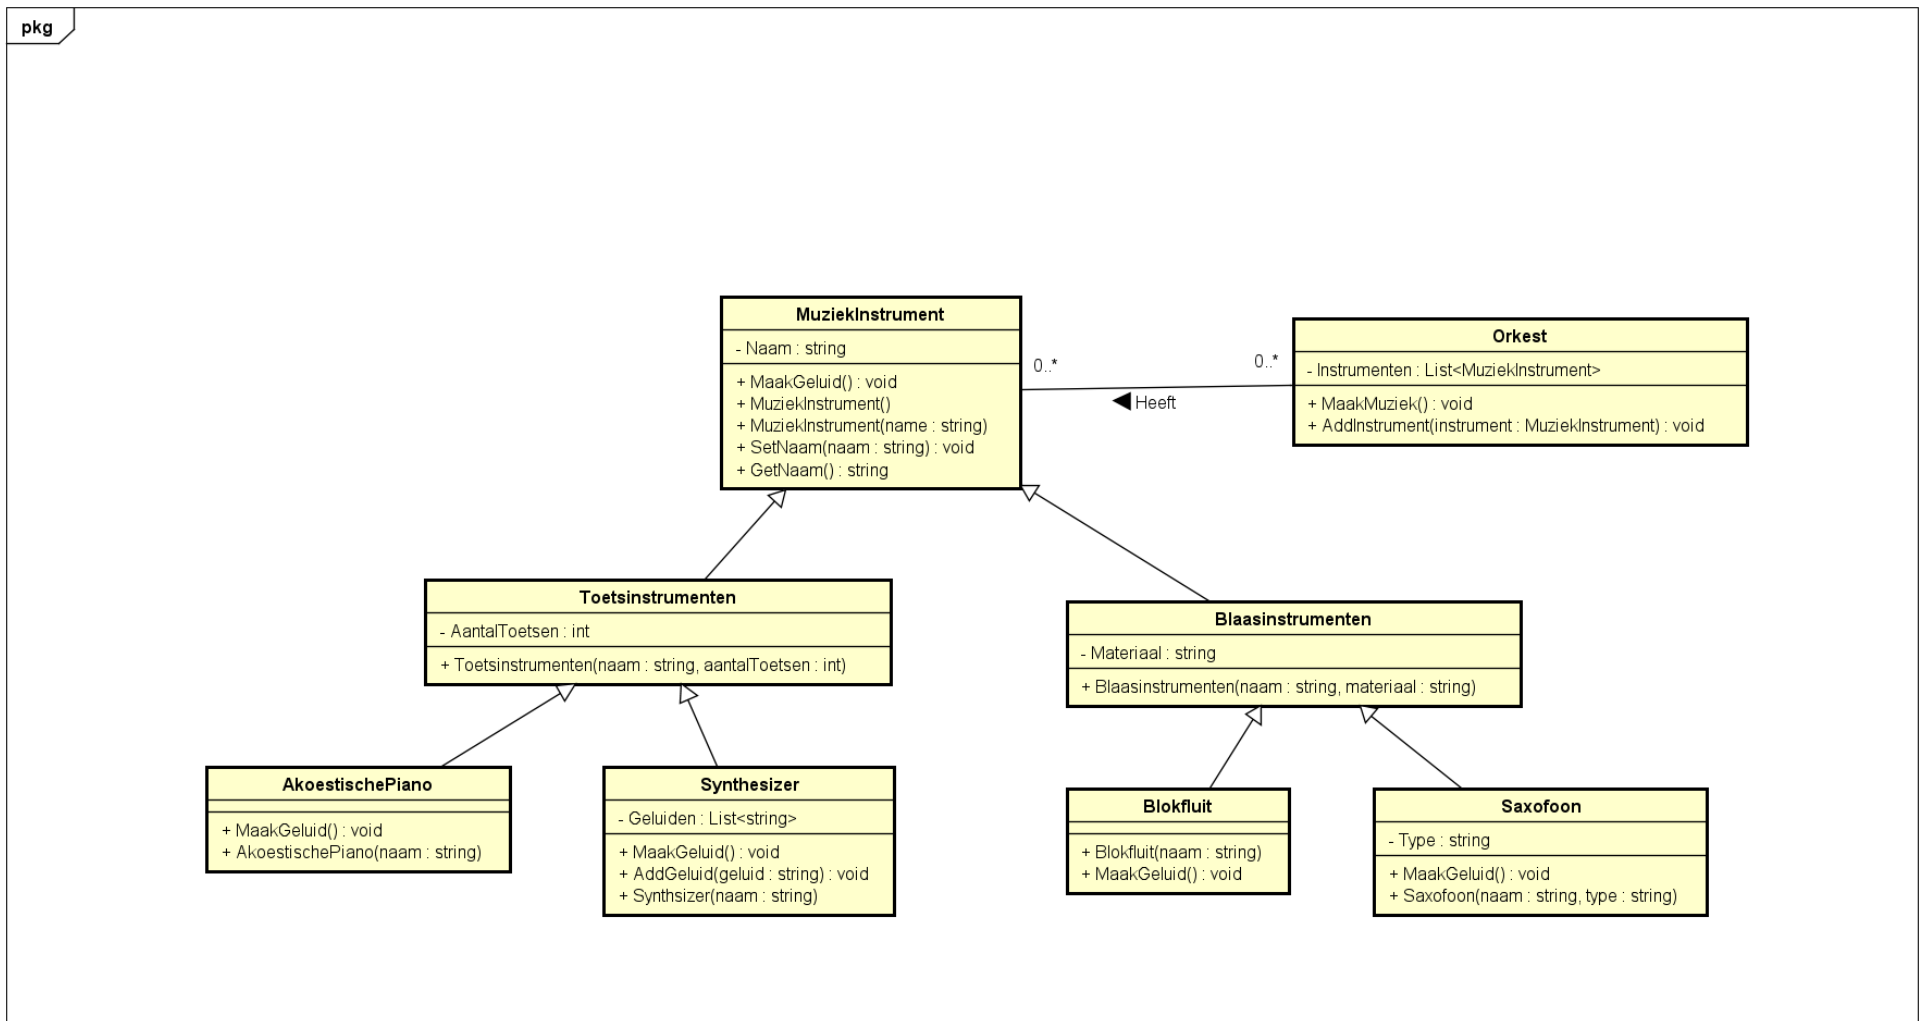 pkg
MuziekInstrument
- Naam : string
+ MaakGeluid() : void
+ MuziekInstrument()
+ MuziekInstrument(name : string)
+ SetNaam(naam : string) : void
+ GetNaam() : string
0..*
0..*
Heeft
Orkest
- Instrumenten : List<MuziekInstrument>
+ MaakMuziek() : void
+ AddInstrument(instrument : MuziekInstrument) : void
Toetsinstrumenten
- AantalToetsen : int
+ Toetsinstrumenten(naam : string, aantalToetsen : int)
Blaasinstrumenten
- Materiaal : string
+ Blaasinstrumenten(naam : string, materiaal : string)
AkoestischePiano
+ MaakGeluid() : void
+ AkoestischePiano(naam : string)
Synthesizer
- Geluiden : List<string>
+ MaakGeluid() : void
+ AddGeluid(geluid : string) : void
+ Synthsizer(naam : string)
Blokfluit
+ Blokfluit(naam : string)
+ MaakGeluid() : void
Saxofoon
- Type : string
+ MaakGeluid() : void
+ Saxofoon(naam : string, type : string)